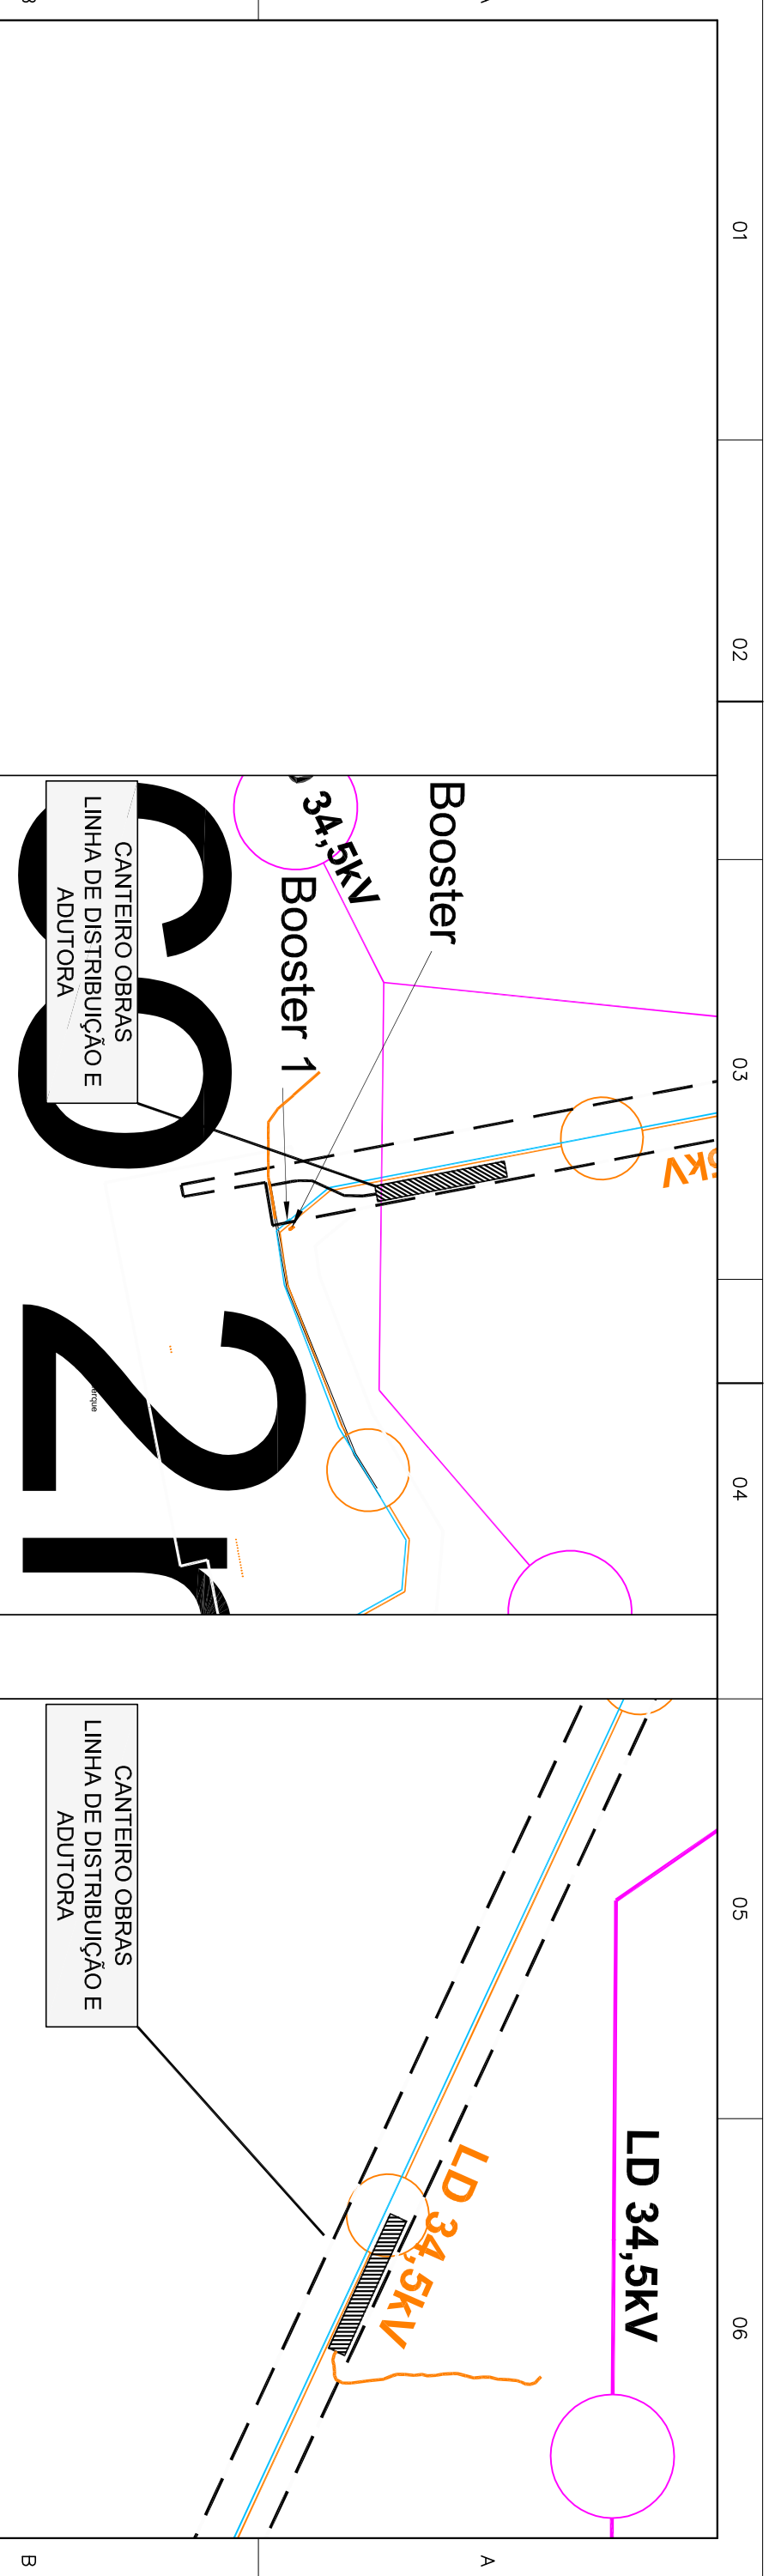 A
B
01
02
03
04
05
06
34,5kV
Booster
Booster 1
5kV
CANTEIRO OBRAS
LINHA DE DISTRIBUIÇÃO E
ADUTORA
CANTEIRO OBRAS
LINHA DE DISTRIBUIÇÃO E
ADUTORA
LD 34,5kV
LD 34,5kV
A
B